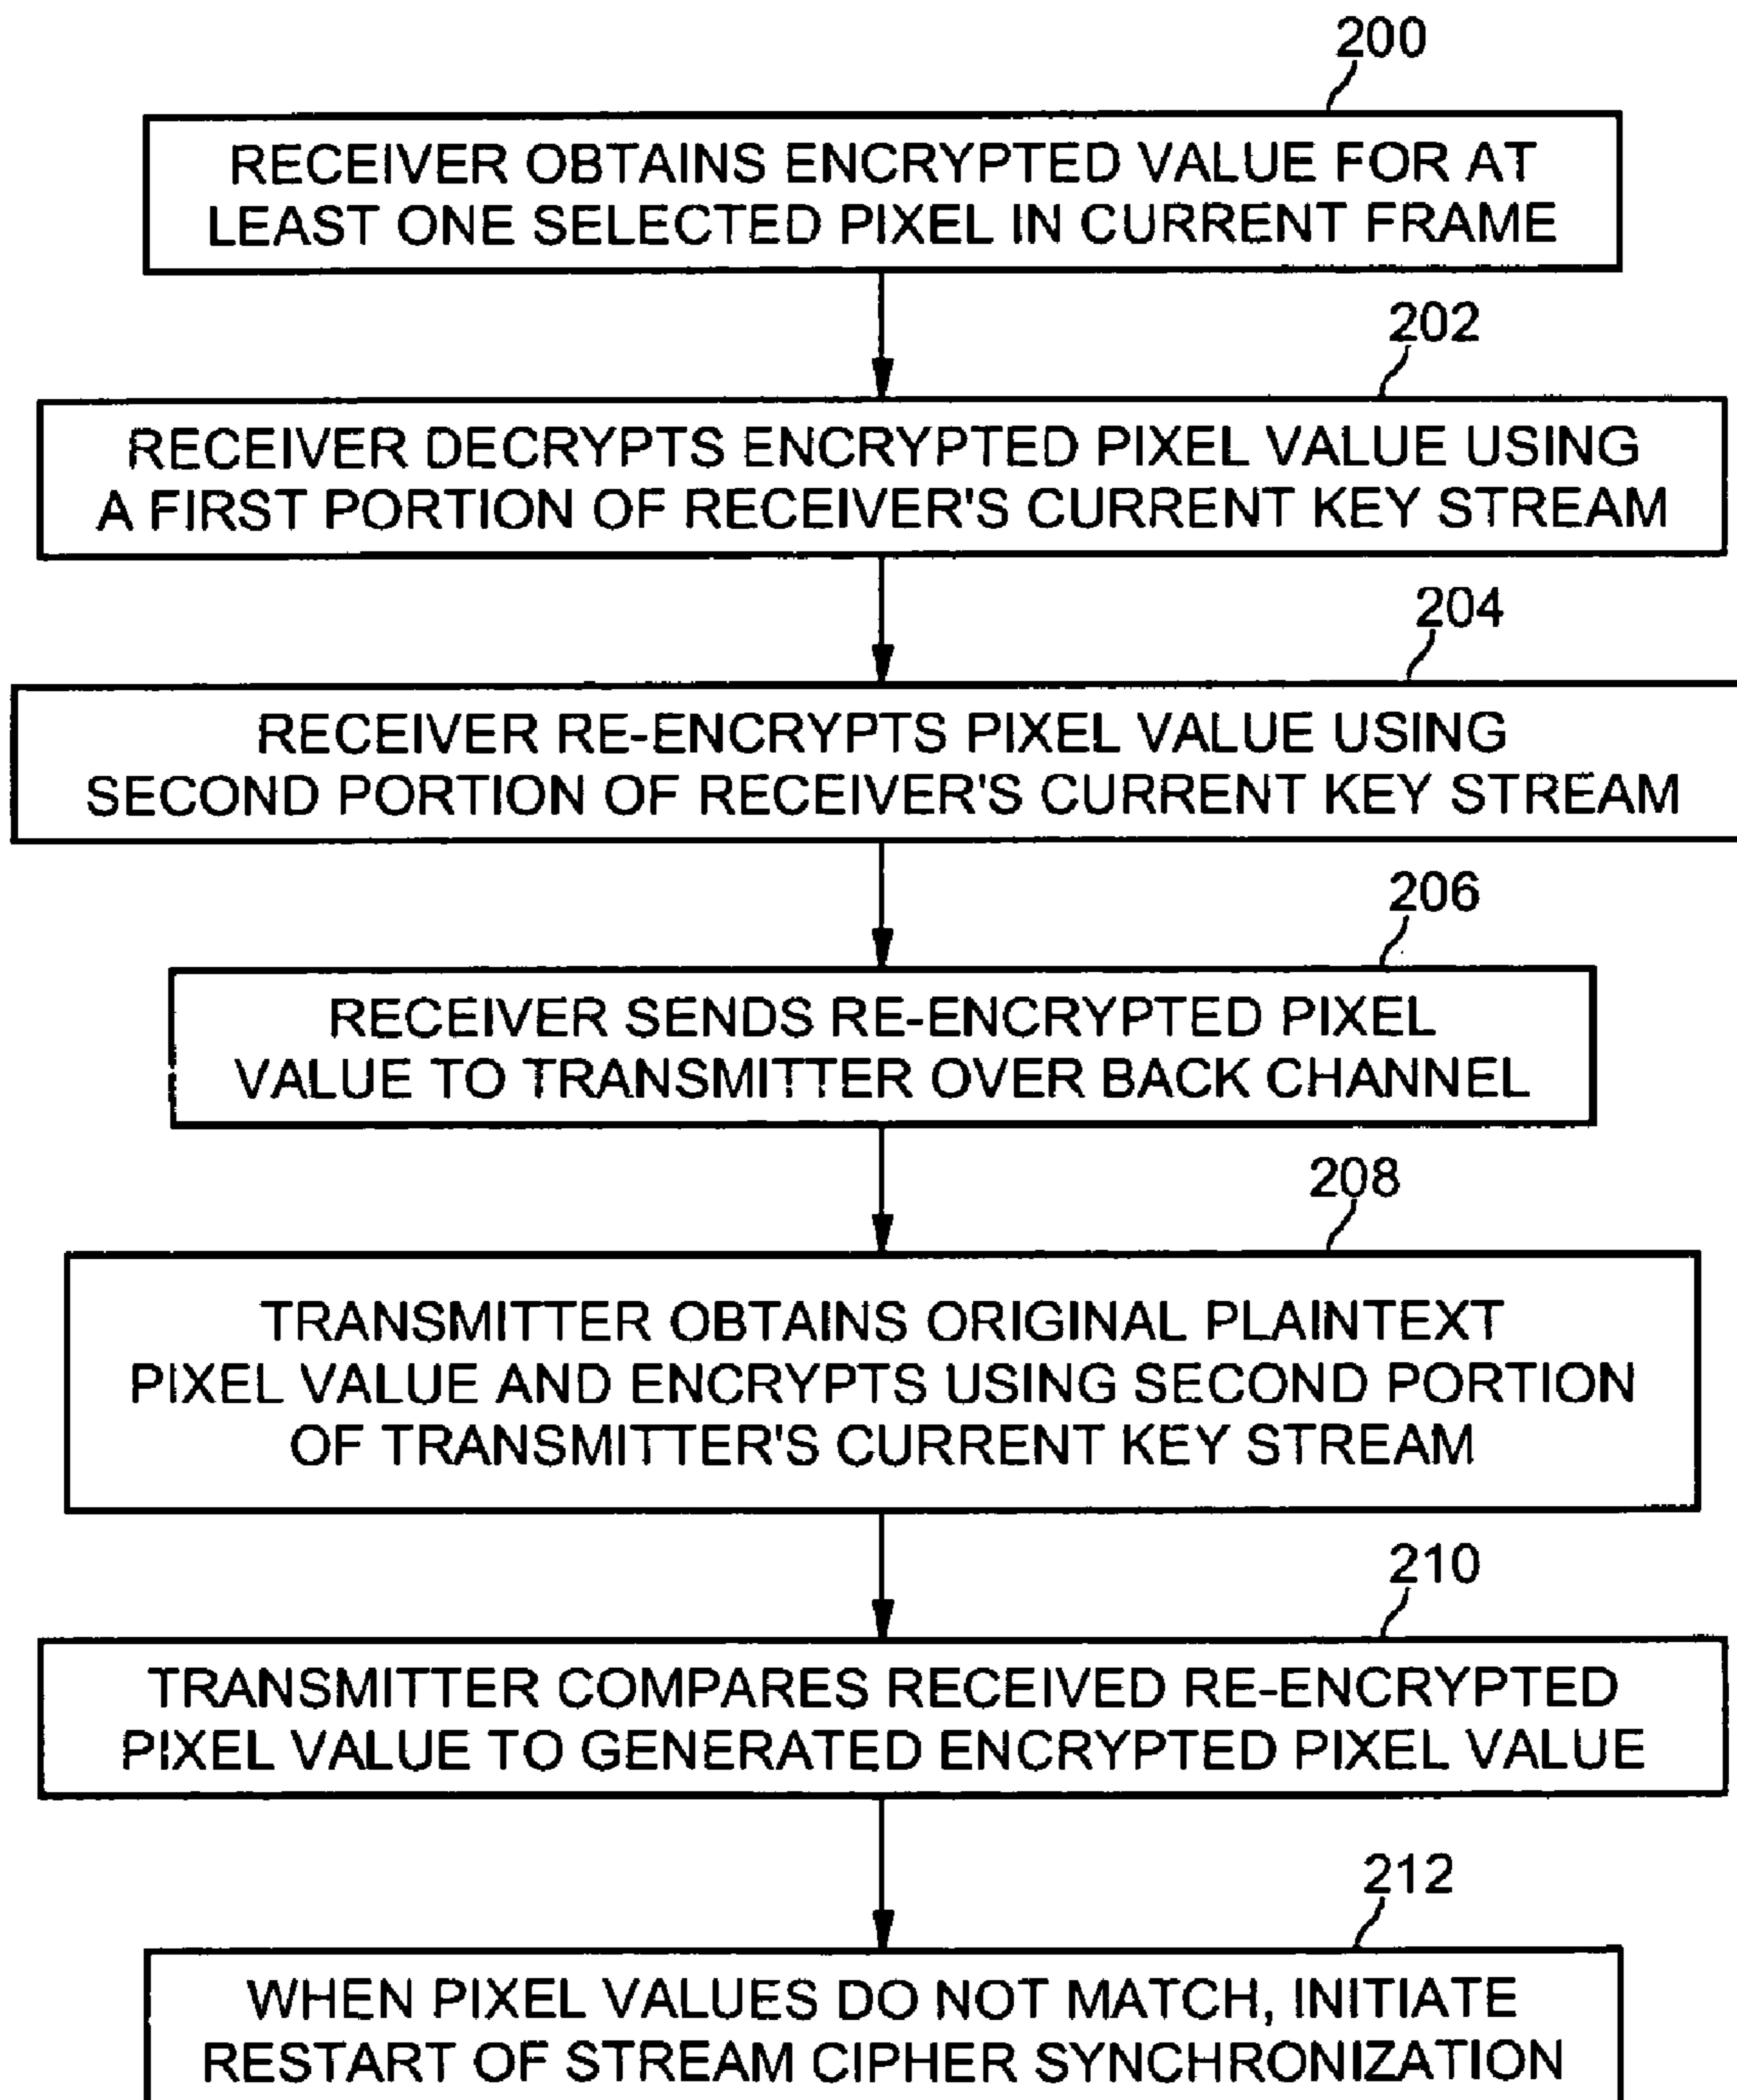 200
RECEIVER OBTAINS ENCRYPTED VALUE FOR AT
LEAST ONE SELECTED PIXEL IN CURRENT FRAME
202
RECEIVER DECRYPTS ENCRYPTED PIXEL VALUE USING
A FIRST PORTION OF RECEIVER'S CURRENT KEY STREAM
204
RECEIVER RE-ENCRYPTS PIXEL VALUE USING
SECOND PORTION OF RECEIVER'S CURRENT KEY STREAM
206
RECEIVER SENDS RE-ENCRYPTED PIXEL
VALUE TO TRANSMITTER OVER BACK CHANNEL
208
TRANSMITTER OBTAINS ORIGINAL PLAINTEXT
PIXEL VALUE AND ENCRYPTS USING SECOND PORTION
OF TRANSMITTER'S CURRENT KEY STREAM
210
TRANSMITTER COMPARES RECEIVED RE-ENCRYPTED
PIXEL VALUE TO GENERATED ENCRYPTED PIXEL VALUE
212
WHEN PIXEL VALUES DO NOT MATCH, INITIATE
RESTART OF STREAM CIPHER SYNCHRONIZATION